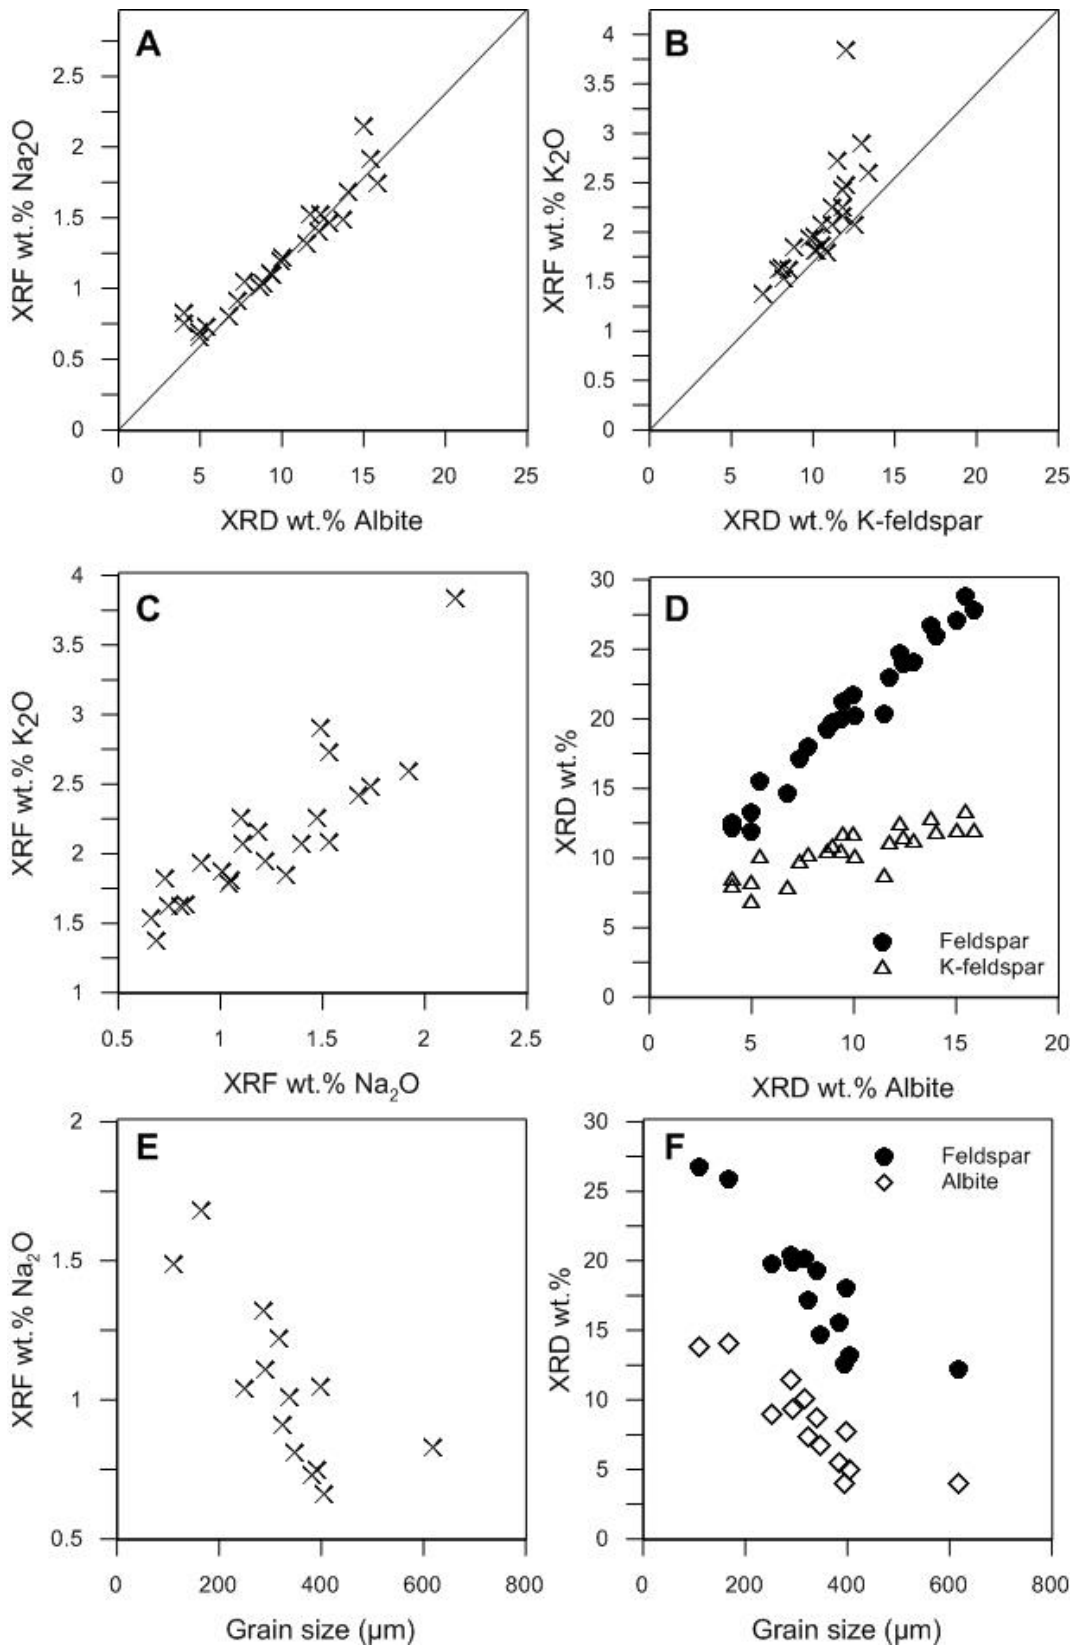 A
XRF wt.% Na2O
2.5
2
1.5
1
0.5
0
0 5 10 15 20 25
XRD wt.% Albite
B
XRF wt.% K2O
4
3.5
3
2.5
2
1.5
1
0.5
0
0 5 10 15 20 25
XRD wt.% K-feldspar
C
XRF wt.% K2O
4
3.5
3
2.5
2
1.5
1
0.5 1 1.5 2 2.5
XRF wt.% Na₂O
D
XRD wt.%
30
25
20
15
10
5
0
Feldspar
K-feldspar
0 5 10 15 20
XRD wt.% Albite
E
XRF wt.% Na₂O
2
1.5
1
0.5
0 200 400 600 800
Grain size (µm)
F
XRD wt.%
30
25
20
15
10
5
0
Feldspar
Albite
0 200 400 600 800
Grain size (µm)